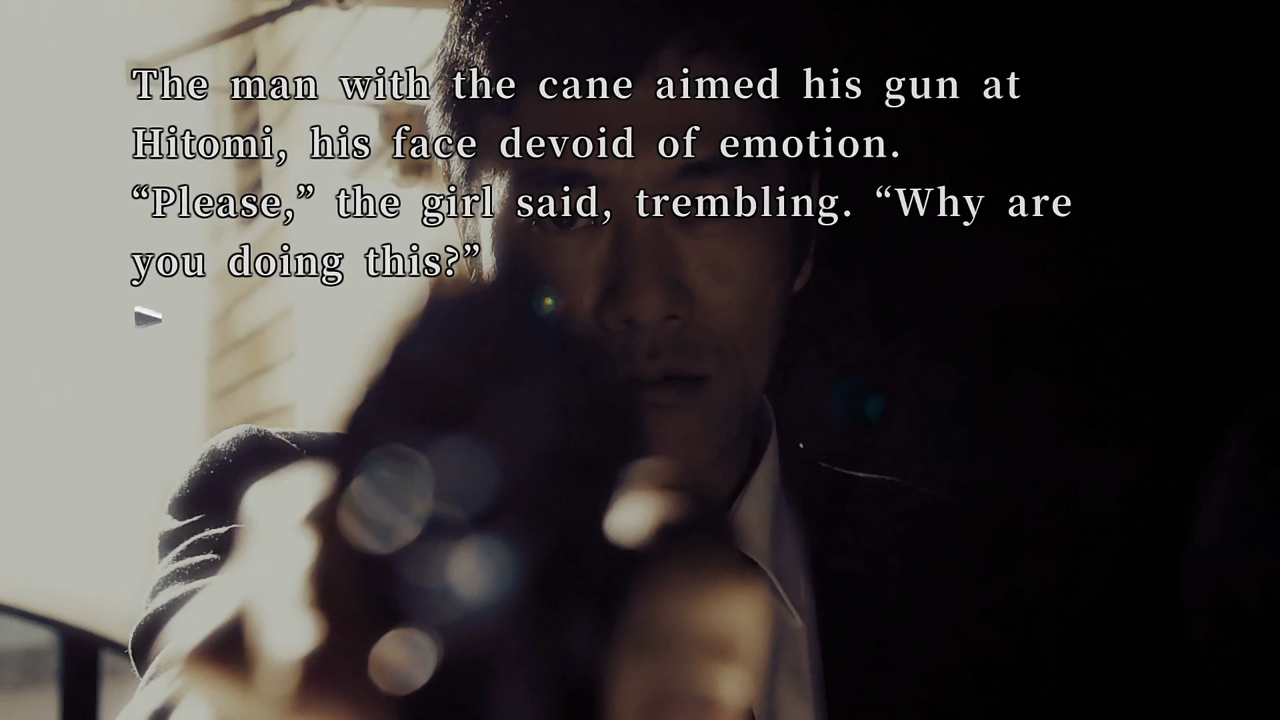 The man with the cane aimed his gun at
Hitomi, his face devoid of emotion.
“Please,” the girl said, trembling. “Why are
you doing this?”